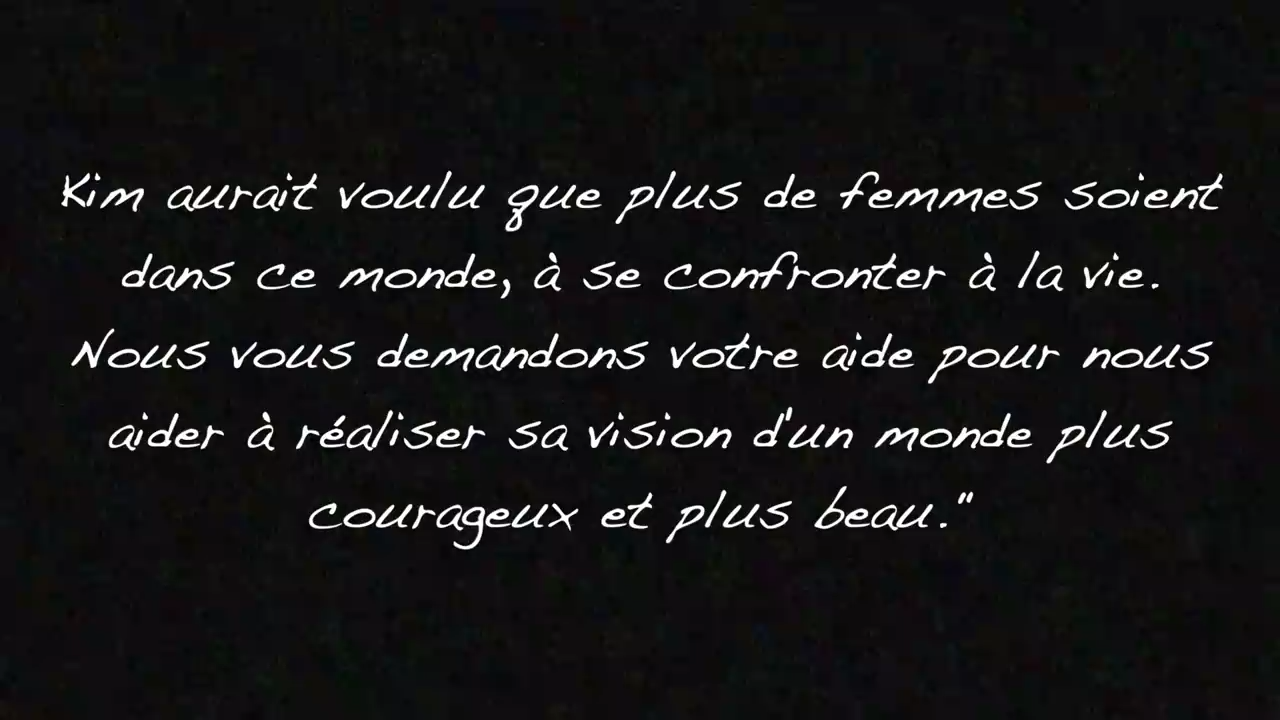 Kim aurait voulu que plus de femmes soient
dans ce monde, à se confronter à la vie.
Nous vous demandons votre aide pour nous
aider à réaliser sa vision d'un monde plus
courageux et plus beau."